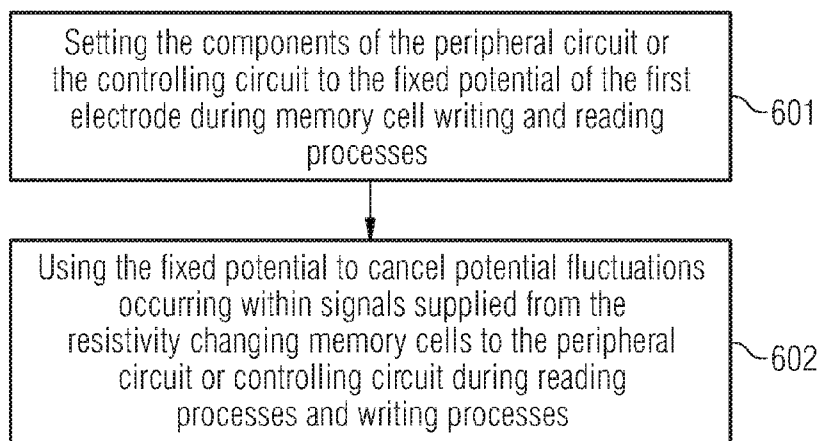 Setting the components of the peripheral circuit or
the controlling circuit to the fixed potential of the first
electrode during memory cell writing and reading
processes
601
Using the fixed potential to cancel potential fluctuations
occurring within signals supplied from the
resistivity changing memory cells to the peripheral
circuit or controlling circuit during reading
processes and writing processes
602